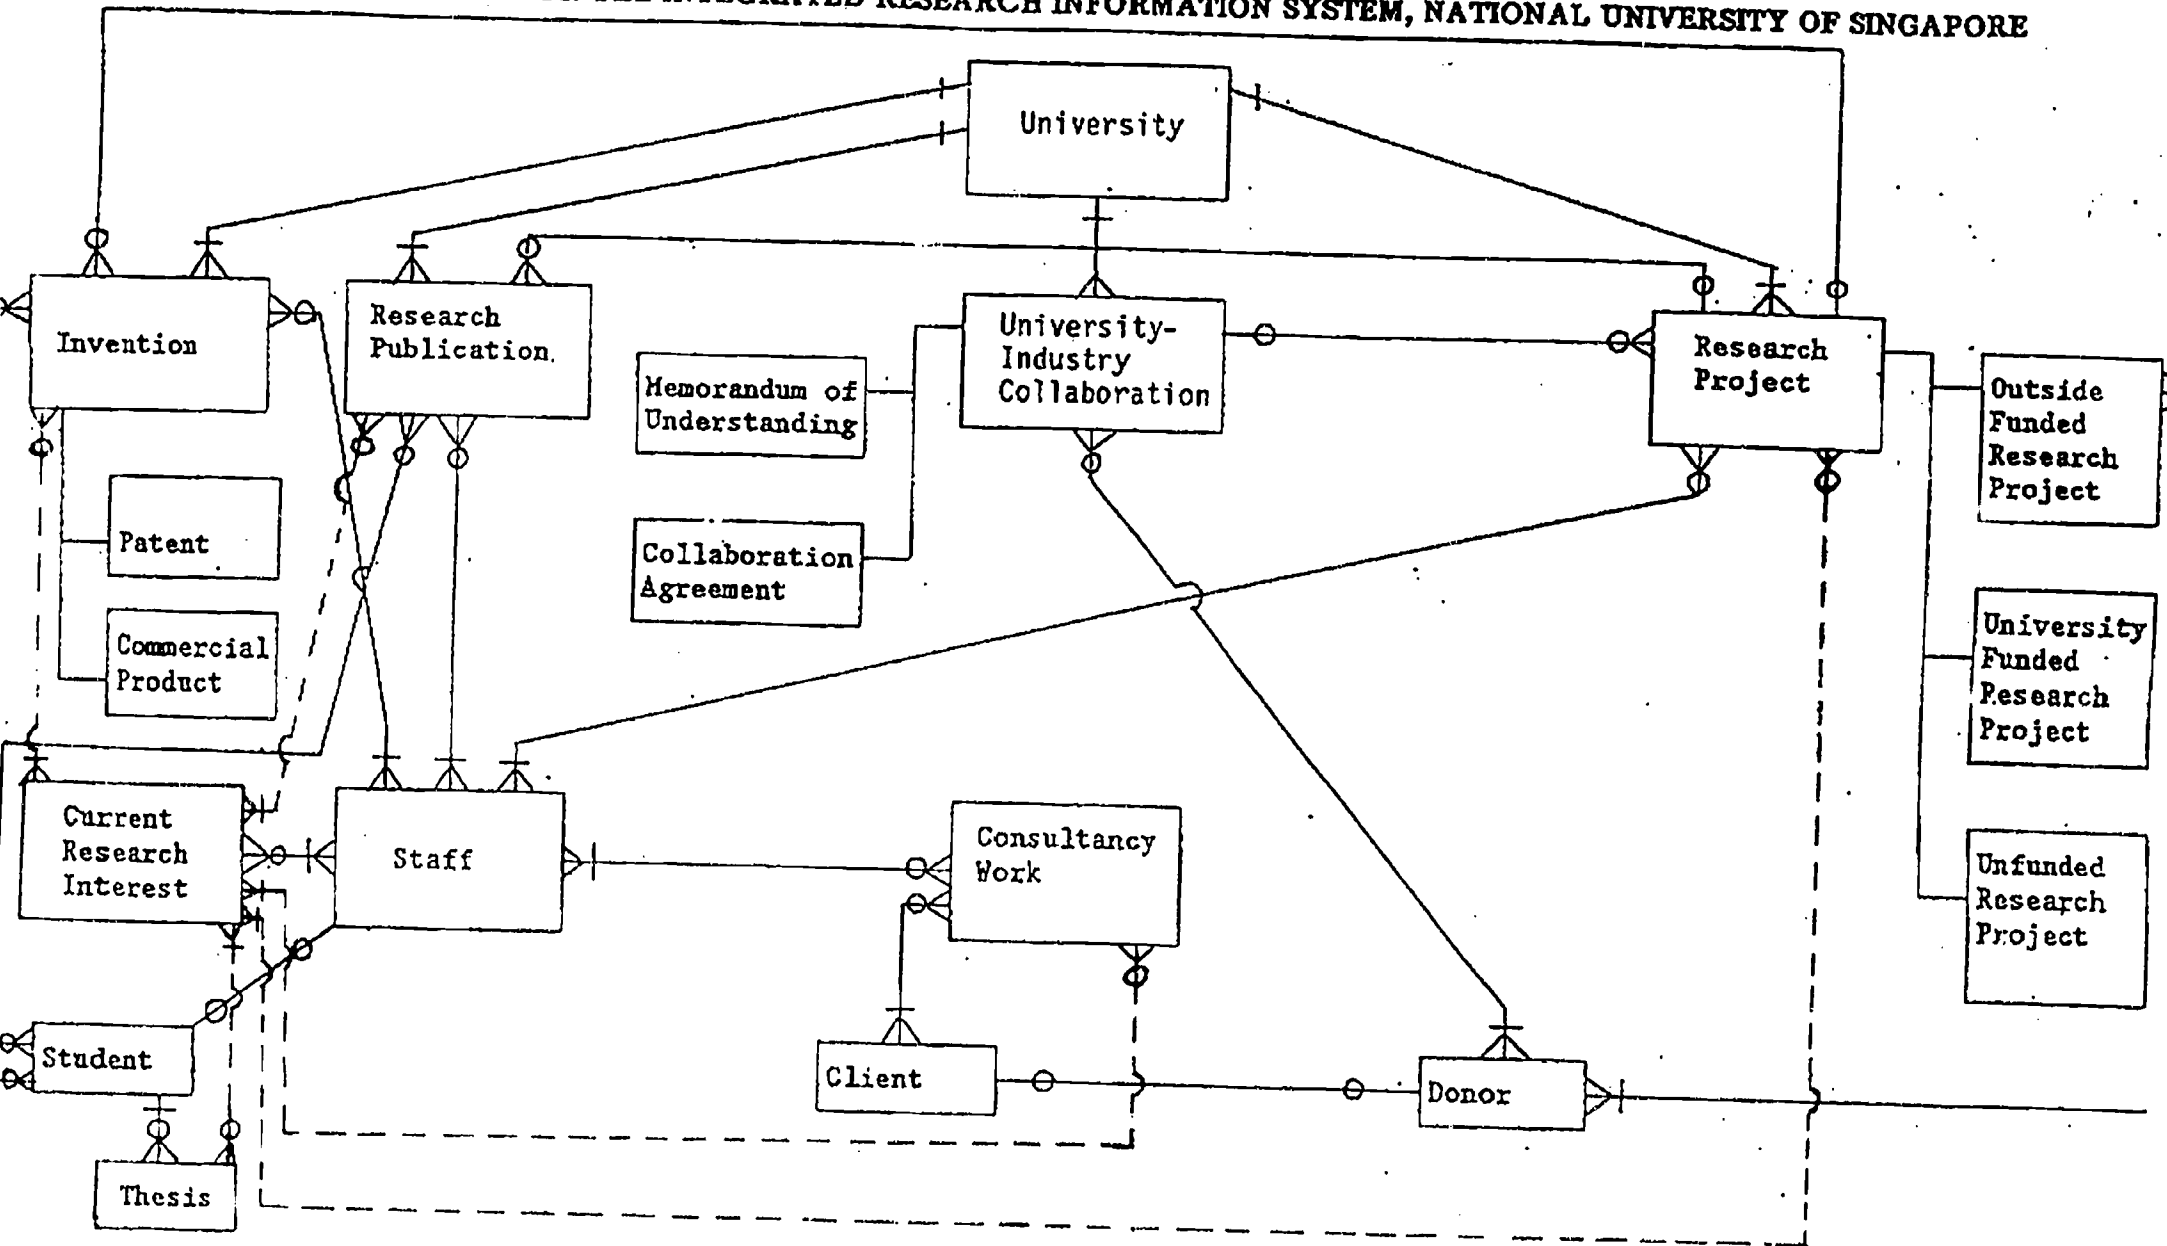 INTEGRATED RESEARCH INFORMATION SYSTEM, NATIONAL UNIVERSITY OF SINGAPORE
University
Invention
Research
Publication
University-
Industry
Collaboration
Research
Project
Memorandum of
Understanding
Collaboration
Agreement
Outside
Funded
Research
Project
Patent
Commercial
Product
University
Funded
Research
Project
Current
Research
Interest
Staff
Consultancy
Work
Unfunded
Research
Project
Student
Client
Donor
Thesis